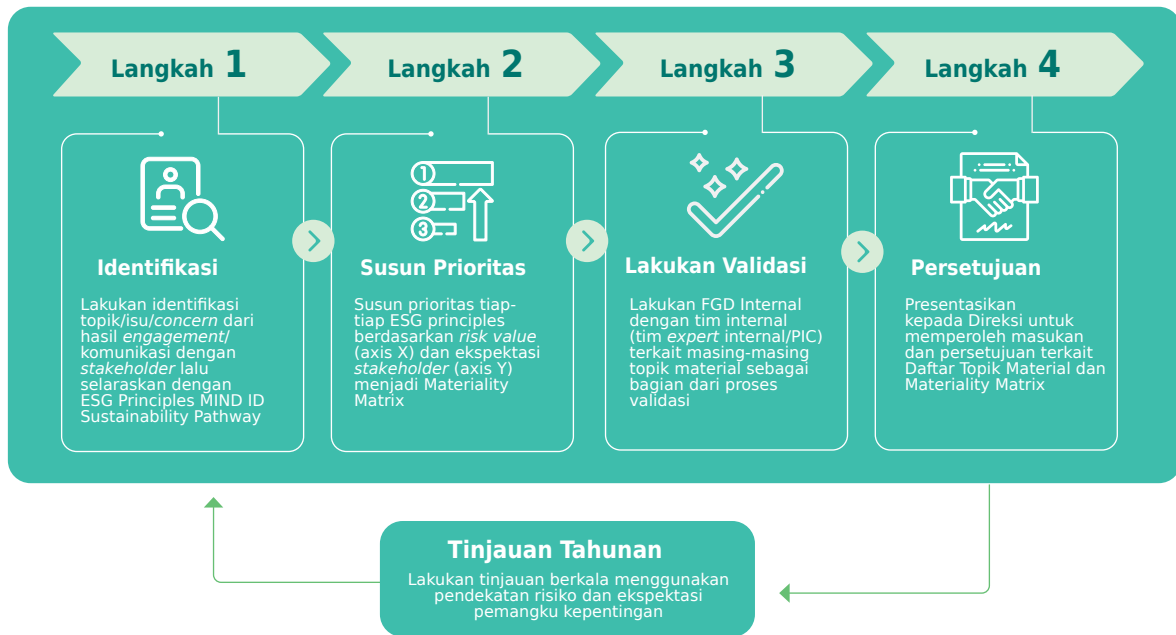 Langkah 1
Langkah 2
Langkah 3
Langkah 4
Identifikasi
Lakukan identifikasi
topik/isu/concern dari
hasil engagement/
komunikasi dengan
stakeholder lalu
selaraskan dengan
ESG Principles MIND ID
Sustainability Pathway
1
2
3
Susun Prioritas
Susun prioritas tiap-
tiap ESG principles
berdasarkan risk value
(axis X) dan ekspektasi
stakeholder (axis Y)
menjadi Materiality
Matrix
Lakukan Validasi
Lakukan FGD Internal
dengan tim internal
(tim expert internal/PIC)
terkait masing-masing
topik material sebagai
bagian dari proses
validasi
Persetujuan
Presentasikan
kepada Direksi untuk
memperoleh masukan
dan persetujuan terkait
Daftar Topik Material dan
Materiality Matrix
Tinjauan Tahunan
Lakukan tinjauan berkala menggunakan
pendekatan risiko dan ekspektasi
pemangku kepentingan